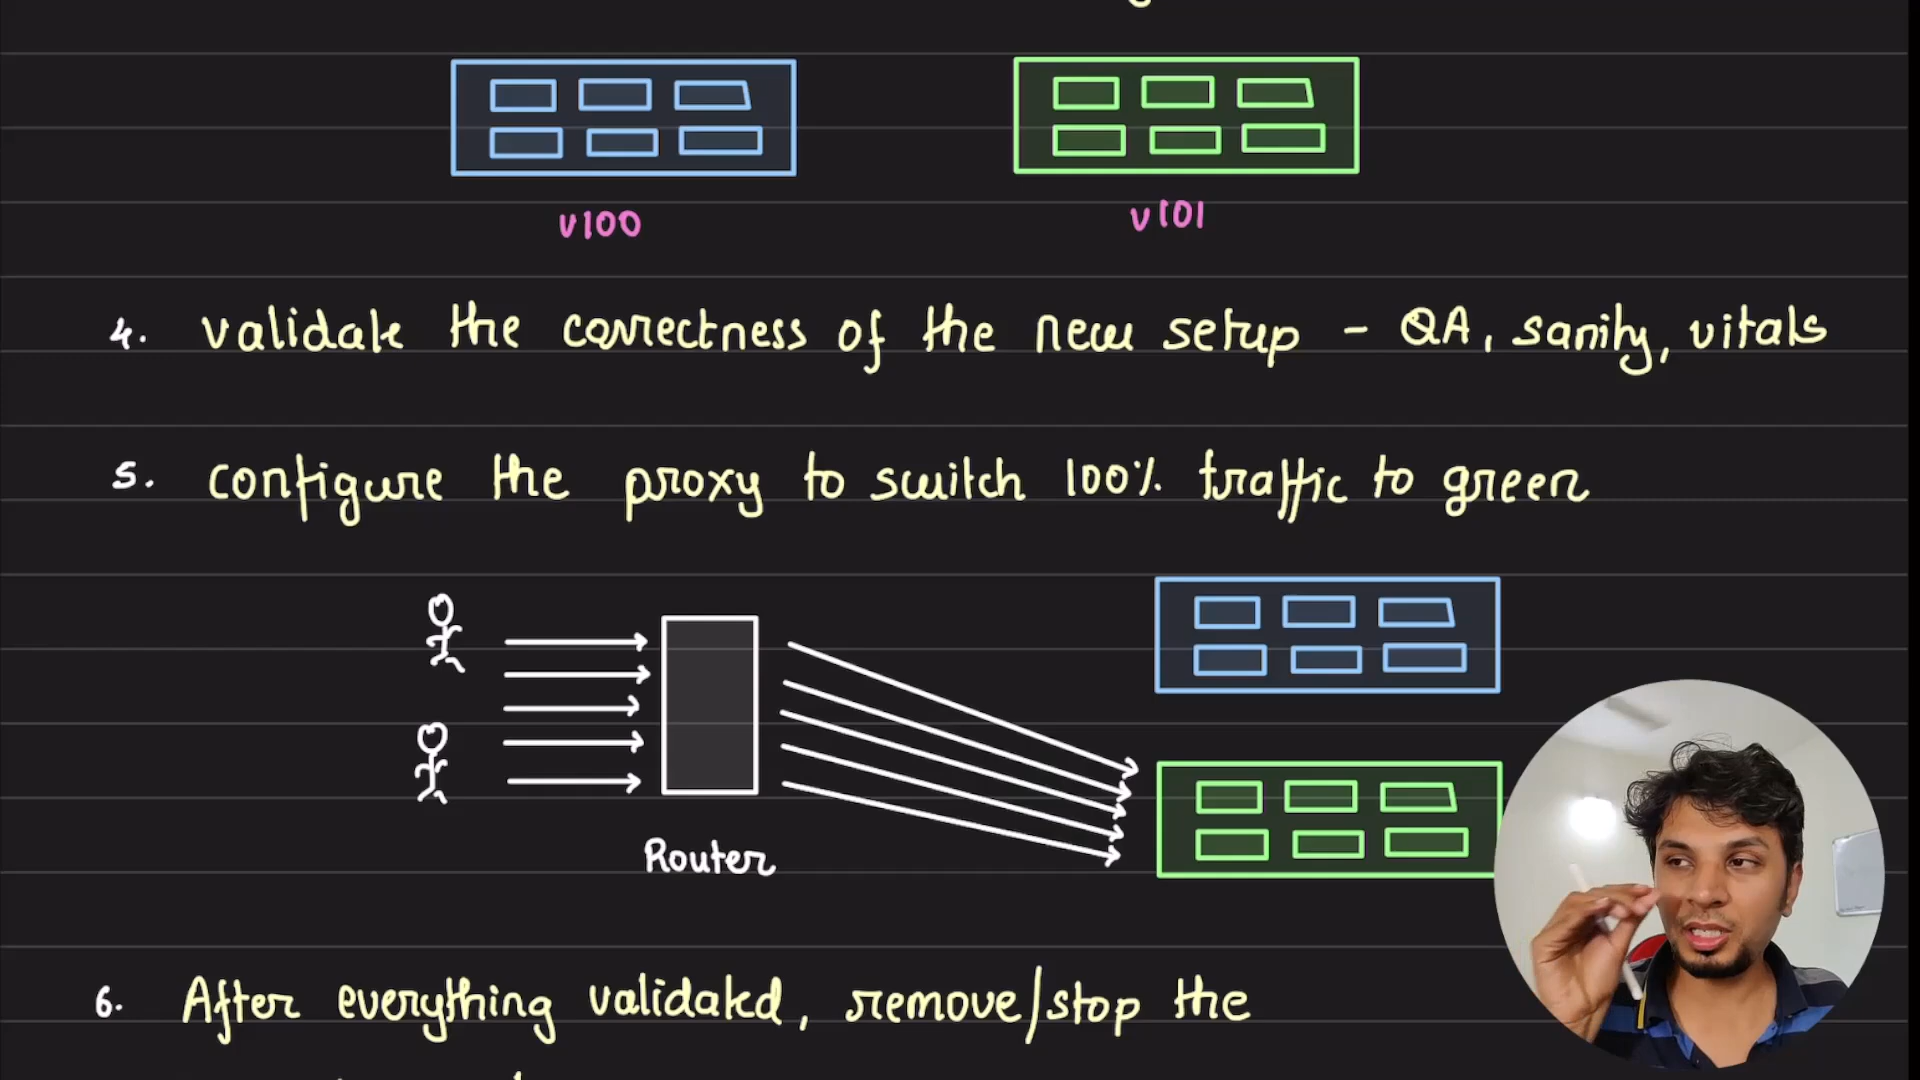 v100
v101
4. validate the correctness of the new setup - QA, sanity, vitals
5. configure the proxy to switch 100% traffic to green
Router
6. After everything validated, remove/stop the